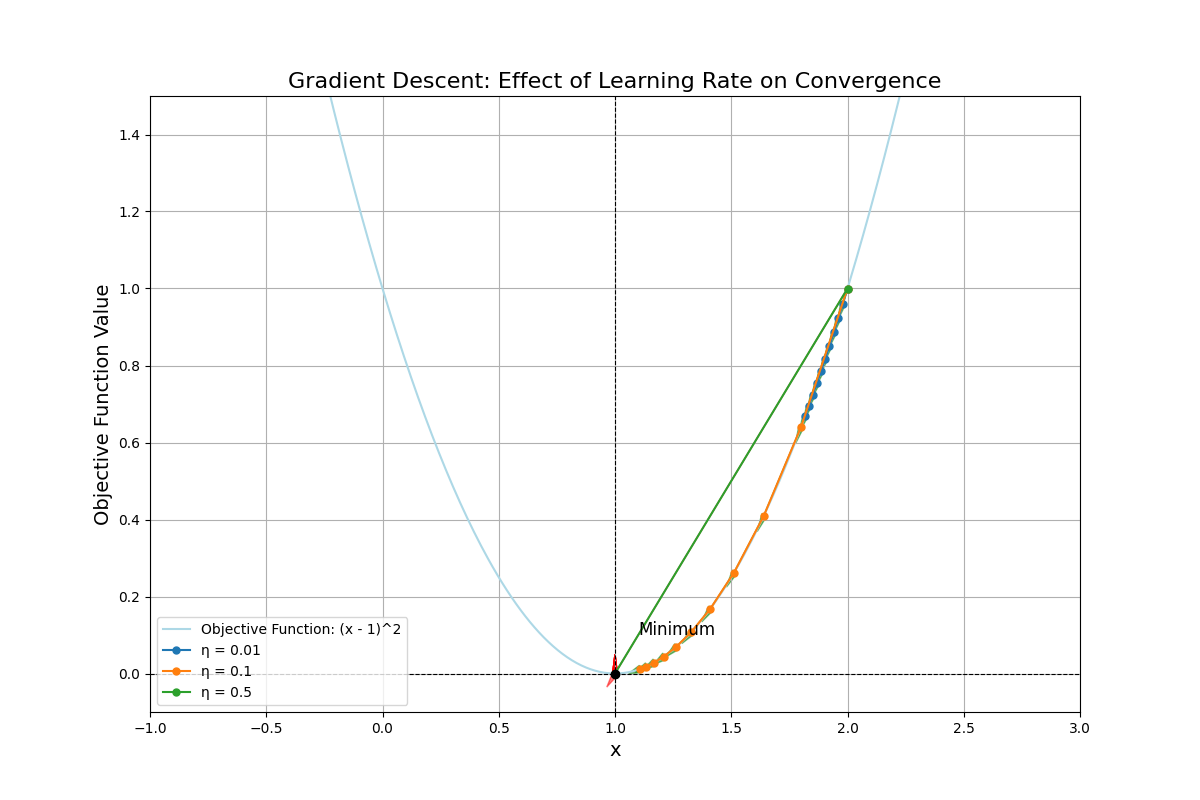 Gradient Descent: Effect of Learning Rate on Convergence
Objective Function Value
1.4
1.2
1.0
0.8
0.6
0.4
0.2
0.0
Minimum
Objective Function: (x - 1)^2
η = 0.01
η = 0.1
η = 0.5
−1.0
−0.5
0.0
0.5
1.0
1.5
2.0
2.5
3.0
x